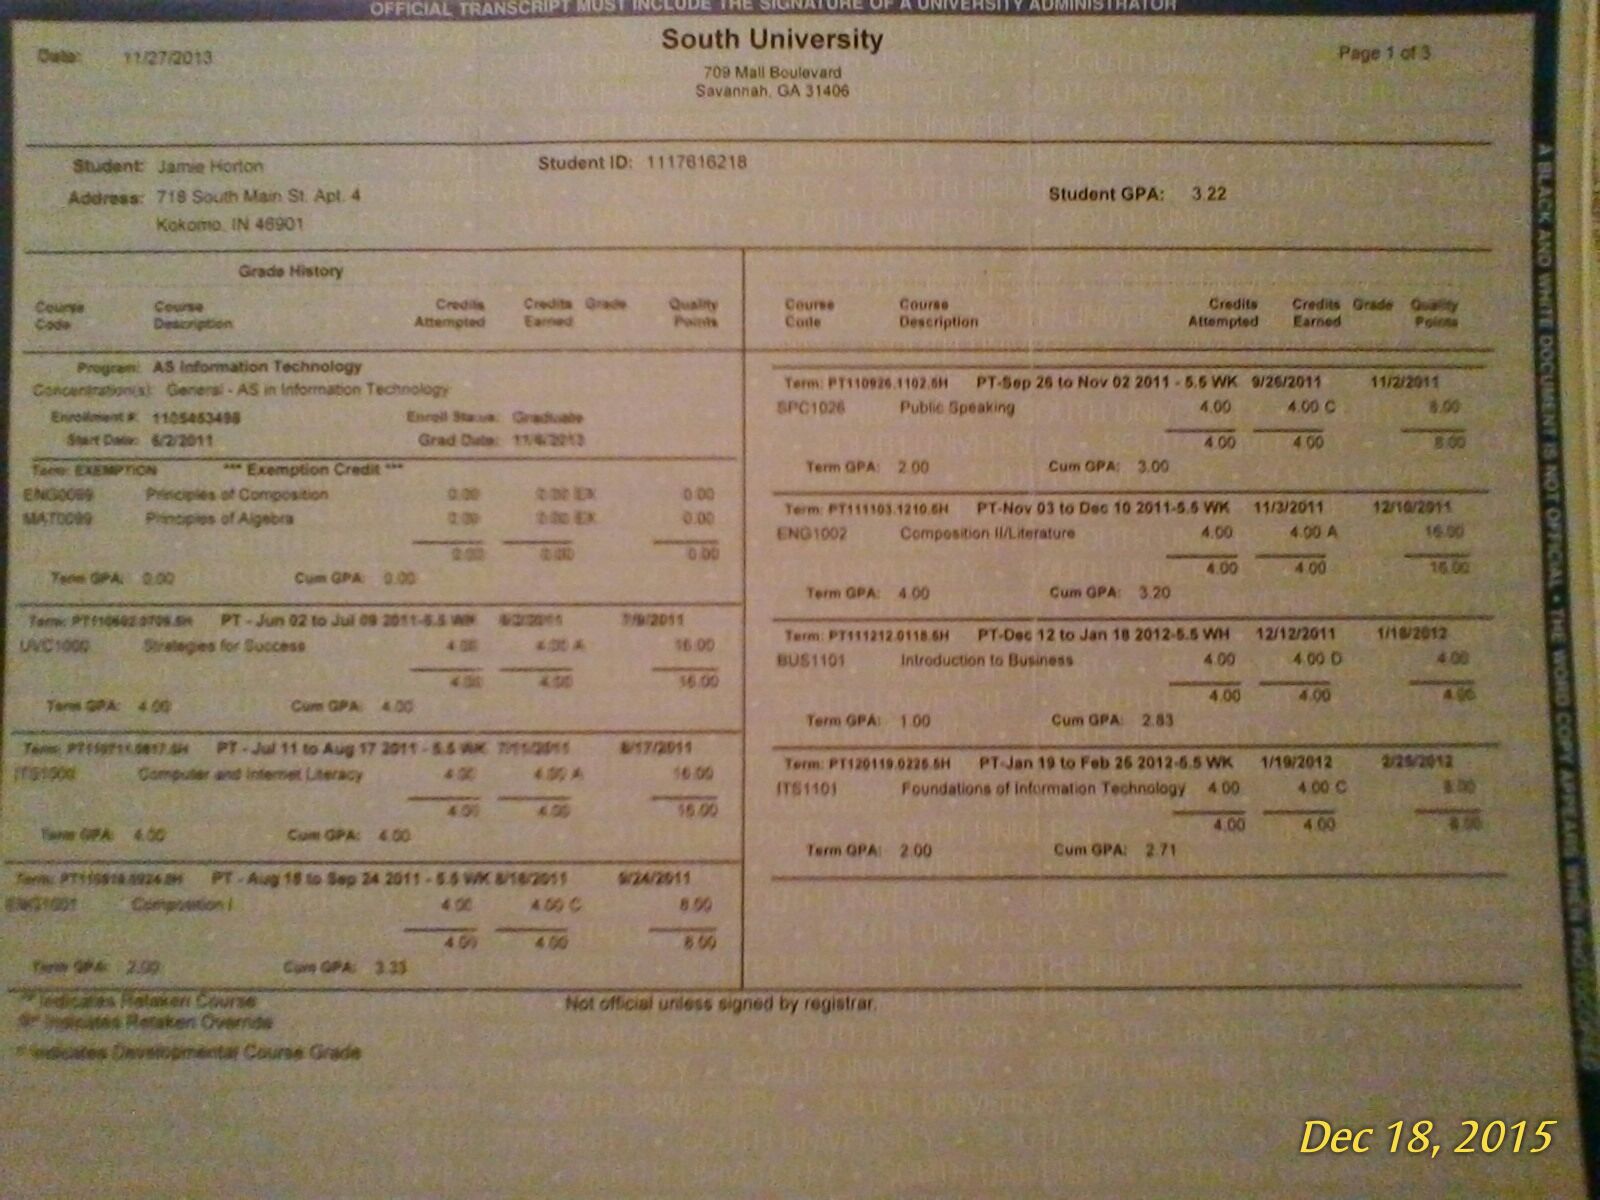 OFFICIAL TRANSCRIPT MUST INCLUDE THE SIGNATURE OF A UNIVERSITY ADMINISTRATOR
Date: 11/27/2013
South University
Page 1 of 3
709 Mall Boulevard
Savannah, GA 31406
Student: Jamie Horton
Student ID: 1117616218
Address: 718 South Main St. Apt. 4
Kokomo, IN 46901
Student GPA: 3.22
Grade History
Course Code Course Description Credits Attempted Credits Earned Grade Quality Points
Program: AS Information Technology
Concentration(s): General - AS in Information Technology
Enrollment #: 1105453498 Enroll Status: Graduate
Start Date: 6/2/2011 Grad Date:
Term: EXEMPTION *** Exemption Credit ***
ENG0099 Principles of Composition 0.00 0.00 EX 0.00
MAT0099 Principles of Algebra 0.00 0.00 EX 0.00
0.00 0.00 0.00
Term GPA: 0.00 Cum GPA: 0.00
Term: PT - Jun 02 to Jul 09 2011-5.5 WK 6/2/2011 7/9/2011
UVC1000 Strategies for Success 4.00 4.00 A 16.00
4.00 4.00 16.00
Term GPA: 4.00 Cum GPA: 4.00
Term: PT110711.0817.5H PT - Jul 11 to Aug 17 2011 - 5.5 WK 7/11/2011 8/17/2011
ITS1000 Computer and Internet Literacy 4.00 4.00 A 16.00
4.00 4.00 16.00
Term GPA: 4.00 Cum GPA: 4.00
Term: PT110818.0924.5H PT - Aug 18 to Sep 24 2011 - 5.5 WK 8/18/2011 9/24/2011
ENG1001 Composition I 4.00 4.00 C 8.00
4.00 4.00 8.00
Term GPA: 2.00 Cum GPA: 3.33
Course Code Course Description Credits Attempted Credits Earned Grade Quality Points
Term: PT110926.1102.5H PT-Sep 26 to Nov 02 2011 - 5.5 WK 9/26/2011 11/2/2011
SPC1026 Public Speaking 4.00 4.00 C 8.00
4.00 4.00 8.00
Term GPA: 2.00 Cum GPA: 3.00
Term: PT111103.1210.5H PT-Nov 03 to Dec 10 2011-5.5 WK 11/3/2011 12/10/2011
ENG1002 Composition II/Literature 4.00 4.00 A 16.00
4.00 4.00 16.00
Term GPA: 4.00 Cum GPA: 3.20
Term: PT111212.0118.5H PT-Dec 12 to Jan 18 2012-5.5 WH 12/12/2011 1/18/2012
BUS1101 Introduction to Business 4.00 4.00 D 4.00
4.00 4.00 4.00
Term GPA: 1.00 Cum GPA: 2.83
Term: PT120119.0225.5H PT-Jan 19 to Feb 25 2012-5.5 WK 1/19/2012 2/25/2012
ITS1101 Foundations of Information Technology 4.00 4.00 C 8.00
4.00 4.00 8.00
Term GPA: 2.00 Cum GPA: 2.71
Indicates Retaken Course
Indicates Retaken Override
Indicates Developmental Course Grade
Not official unless signed by registrar.
A BLACK AND WHITE DOCUMENT IS NOT OFFICIAL • THE WORD COPY APPEARS WHEN
Dec 18, 2015